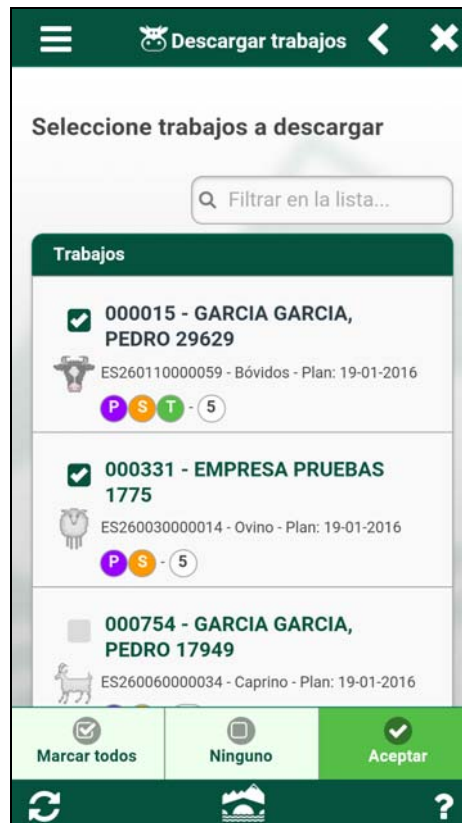 Descargar trabajos
Seleccione trabajos a descargar
Filtrar en la lista...
Trabajos
000015 - GARCIA GARCIA,
PEDRO 29629
ES260110000059 - Bóvidos - Plan: 19-01-2016
P S T - 5
000331 - EMPRESA PRUEBAS
1775
ES260030000014 - Ovino - Plan: 19-01-2016
P S - 5
000754 - GARCIA GARCIA,
PEDRO 17949
ES260060000034 - Caprino - Plan: 19-01-2016
Marcar todos
Ninguno
Aceptar
?